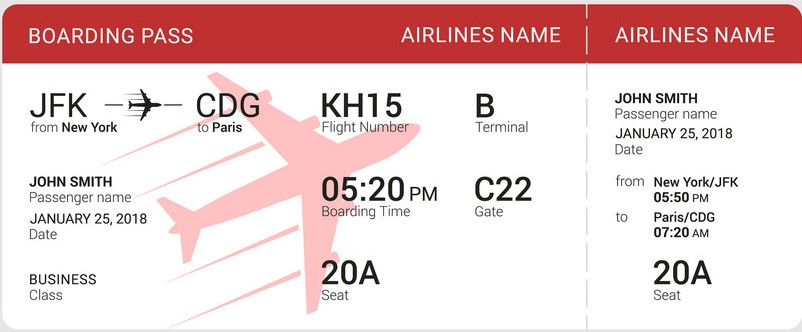 BOARDING PASS
AIRLINES NAME
JFK CDG
from New York to Paris
KH15
Flight Number
B
Terminal
JOHN SMITH
Passenger name
JANUARY 25, 2018
Date
05:20 PM
Boarding Time
C22
Gate
BUSINESS
Class
20A
Seat
AIRLINES NAME
JOHN SMITH
Passenger name
JANUARY 25, 2018
Date
from New York/JFK
05:50 PM
to Paris/CDG
07:20 AM
20A
Seat